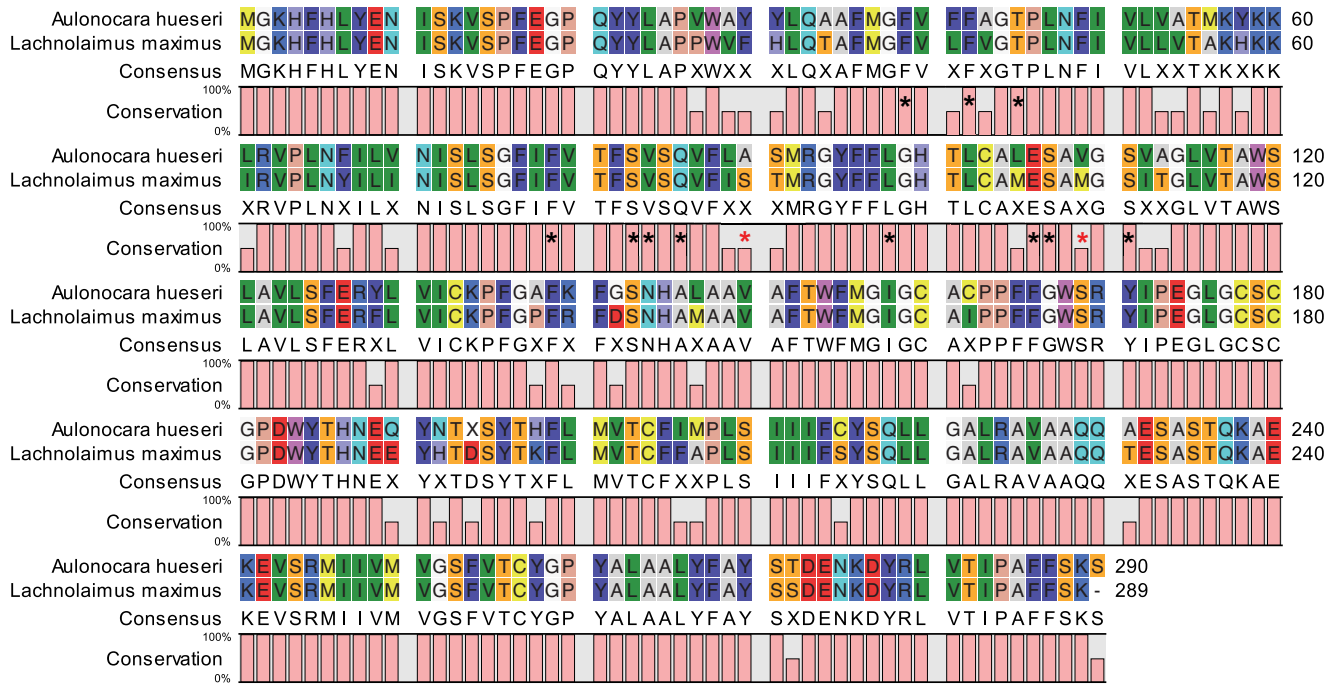 Aulonocara hueseri MGKHFHLYEN ISKVSPFEGP QYYLAPVWAY YLQAAFMGFV FFAGTPLNFI VLVATMKYKK 60
Lachnolaimus maximus MGKHFHLYEN ISKVSPFEGP QYYLAPPWVF HLQTAFMGFV LFVGTPLNFI VLLVTAKHKK 60
Consensus MGKHFHLYEN ISKVSPFEGP QYYLAPXWXX XLQXAFMGFV XFXGTPLNFI VLXXTXKXKK
100%
Conservation * * *
0%
Aulonocara hueseri LRVPLNFILV NISLSGFIFV TFSVSQVFLA SMRGYFFLGH TLCALESAVG SVAGLVTAWS 120
Lachnolaimus maximus IRVPLNYILI NISLSGFIFV TFSVSQVFIS TMRGYFFLGH TLCAMESAMG SITGLVTAWS 120
Consensus XRVPLNXILX NISLSGFIFV TFSVSQVFXX XMRGYFFLGH TLCAXESAXG SXXGLVTAWS
100%
Conservation * * * * * * * * * *
0%
Aulonocara hueseri LAVLSFERYL VICKPFGAFK FGSNHALAAV AFTWFMGIGC ACPPFFGWSR YIPEGLGCSC 180
Lachnolaimus maximus LAVLSFERFL VICKPFGPFR FDSNHAMAAV AFTWFMGIGC AIPPFFGWSR YIPEGLGCSC 180
Consensus LAVLSFERXL VICKPFGXFX FXSNHAXAAV AFTWFMGIGC AXPPFFGWSR YIPEGLGCSC
100%
Conservation
0%
Aulonocara hueseri GPDWYTHNEQ YNTXSYTHFL MVTCFIMPLS IIIFCYSQLL GALRAVAAQQ AESASTQKAE 240
Lachnolaimus maximus GPDWYTHNEE YHTDSYTKFL MVTCFFAPLS IIIFSYSQLL GALRAVAAQQ TESASTQKAE 240
Consensus GPDWYTHNEX YXTDSYTXFL MVTCFXXPLS IIIFXYSQLL GALRAVAAQQ XESASTQKAE
100%
Conservation
0%
Aulonocara hueseri KEVSRMIIVM VGSFVTCYGP YALAALYFAY STDENKDYRL VTIPAFFSKS 290
Lachnolaimus maximus KEVSRMIIVM VGSFVTCYGP YALAALYFAY SSDENKDYRL VTIPAFFSK- 289
Consensus KEVSRMIIVM VGSFVTCYGP YALAALYFAY SXDENKDYRL VTIPAFFSKS
100%
Conservation
0%